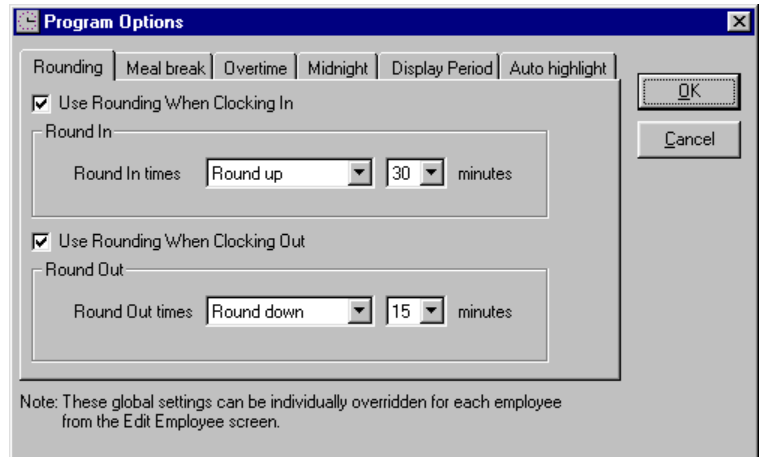 Program Options
Rounding Meal break Overtime Midnight Display Period Auto highlight
Use Rounding When Clocking In
Round In
Round In times Round up 30 minutes
Use Rounding When Clocking Out
Round Out
Round Out times Round down 15 minutes
OK
Cancel
Note: These global settings can be individually overridden for each employee
from the Edit Employee screen.